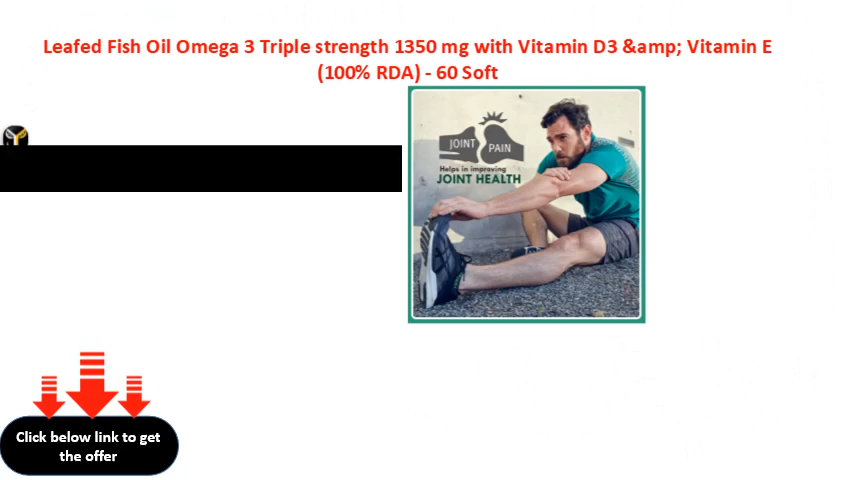 Leafed Fish Oil Omega 3 Triple strength 1350 mg with Vitamin D3 &amp; Vitamin E
(100% RDA) - 60 Soft
JOINT PAIN
Helps in improving
JOINT HEALTH
Click below link to get
the offer